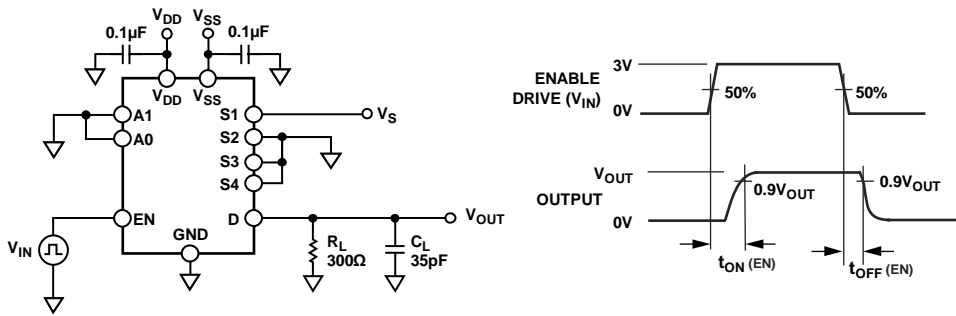 VDD
VSS
0.1µF
0.1µF
VDD
VSS
A1
A0
S1
VS
S2
S3
S4
EN
D
VOUT
GND
VIN
RL
300Ω
CL
35pF
3V
ENABLE
DRIVE (VIN)
50%
50%
0V
VOUT
OUTPUT
0.9VOUT
0.9VOUT
0V
tON (EN)
tOFF (EN)